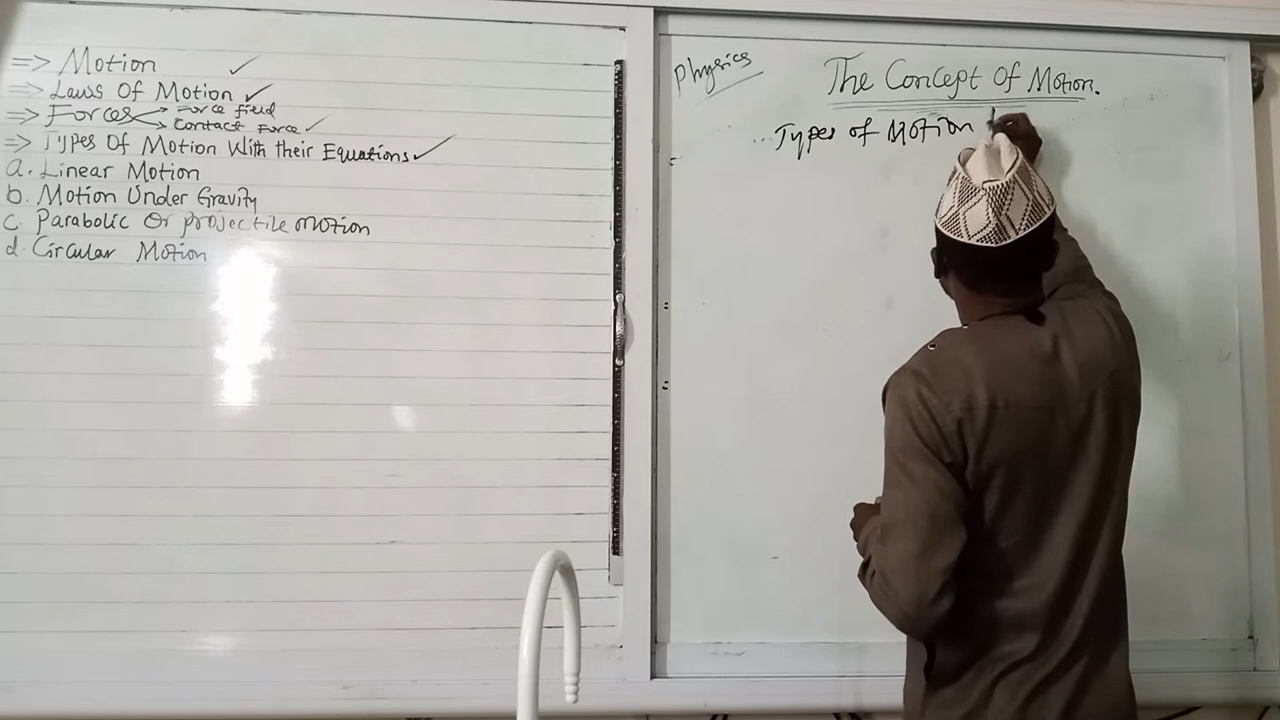 => Motion ✓
=> Laws Of Motion ✓
=> Forces → Force field
→ Contact Force ✓
=> Types Of Motion With their Equations ✓
a. Linear Motion
b. Motion Under Gravity
c. Parabolic Or projectile motion
d. Circular Motion
Physics
The Concept Of Motion.
Types of Motion